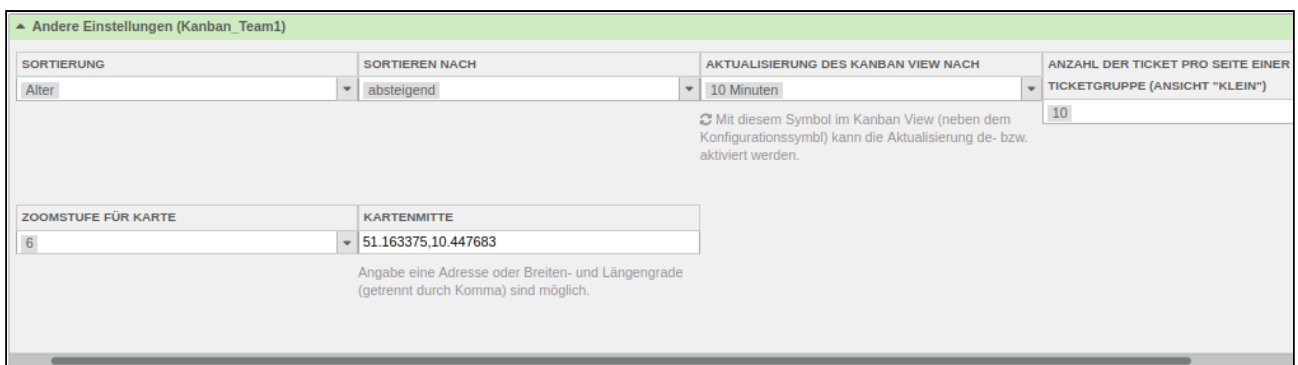 Andere Einstellungen (Kanban_Team1)
SORTIERUNG
SORTIEREN NACH
AKTUALISIERUNG DES KANBAN VIEW NACH
ANZAHL DER TICKET PRO SEITE EINER
TICKETGRUPPE (ANSICHT "KLEIN")
Alter
absteigend
10 Minuten
10
Mit diesem Symbol im Kanban View (neben dem
Konfigurationssymbl) kann die Aktualisierung de- bzw.
aktiviert werden.
ZOOMSTUFE FÜR KARTE
KARTENMITTE
6
51.163375,10.447683
Angabe eine Adresse oder Breiten- und Längengrade
(getrennt durch Komma) sind möglich.